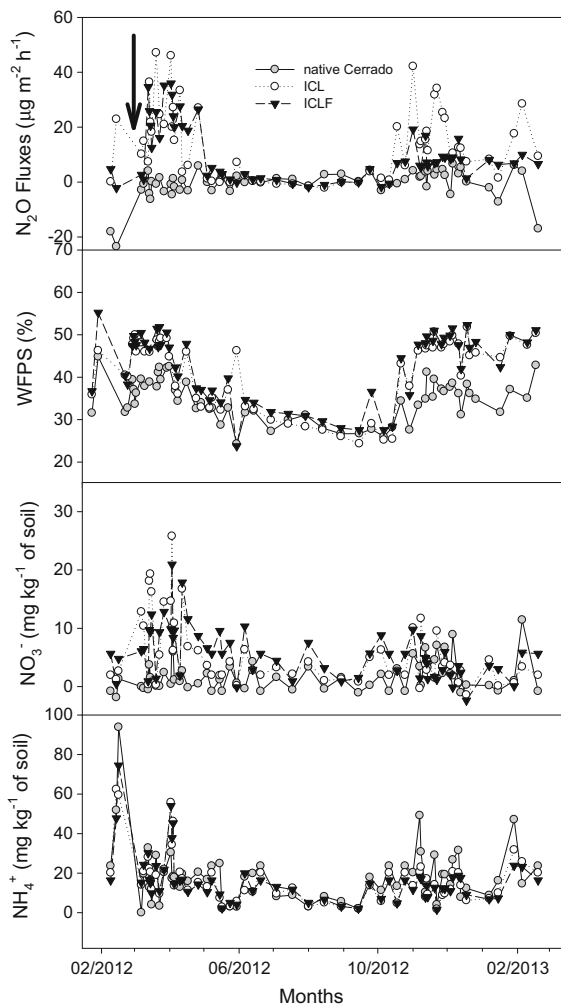 60
40
20
0
-20
N₂O Fluxes (µg m⁻² h⁻¹)
native Cerrado
ICL
ICLF
70
60
50
40
30
20
WFPS (%)
30
20
10
0
NO₃⁻ (mg kg⁻¹ of soil)
100
80
60
40
20
0
NH₄⁺ (mg kg⁻¹ of soil)
02/2012 06/2012 10/2012 02/2013
Months